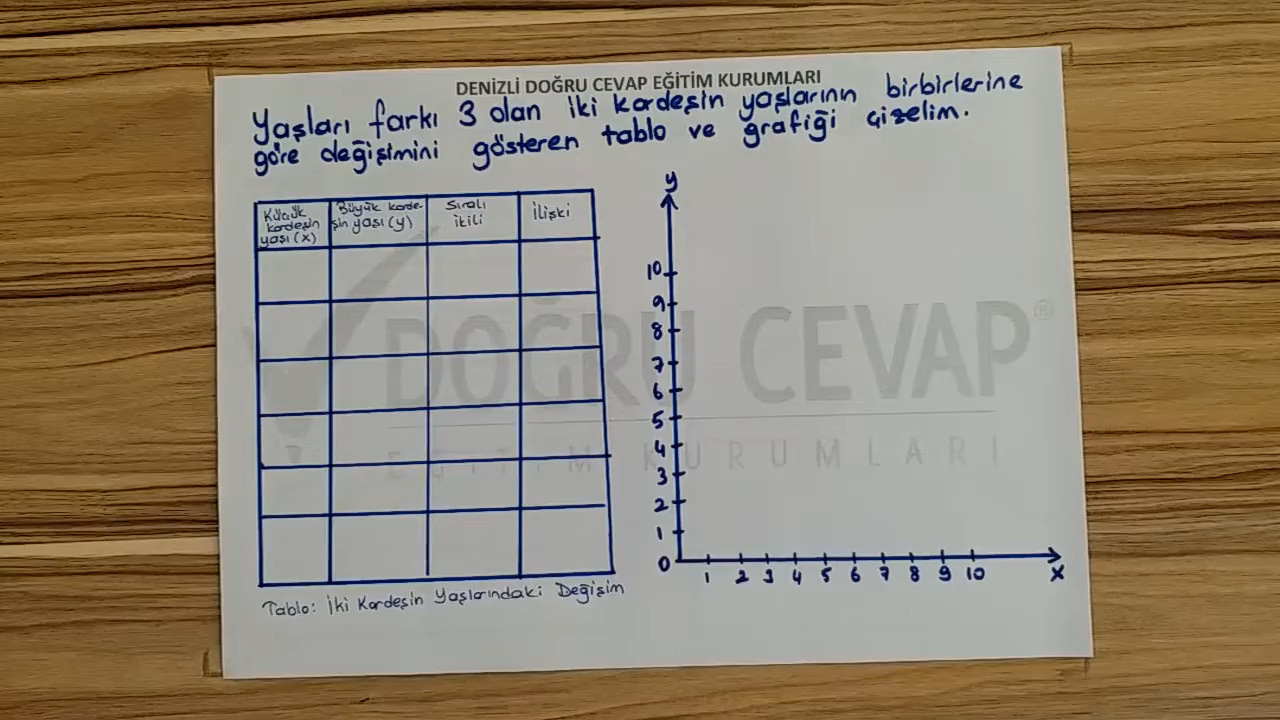 DENİZLİ DOĞRU CEVAP EĞİTİM KURUMLARI
Yaşları farkı 3 olan iki kardeşin yaşlarının birbirlerine
göre değişimini gösteren tablo ve grafiği çizelim.
Küçük
kardeşin
yaşı (x)
Büyük karde
şin yaşı (y)
Sıralı
ikili
İlişki
Tablo: İki Kardeşin Yaşlarındaki Değişim
y
10
9
8
7
6
5
4
3
2
1
0
1 2 3 4 5 6 7 8 9 10 x
DOĞRU CEVAP®
EĞİTİM KURUMLARI